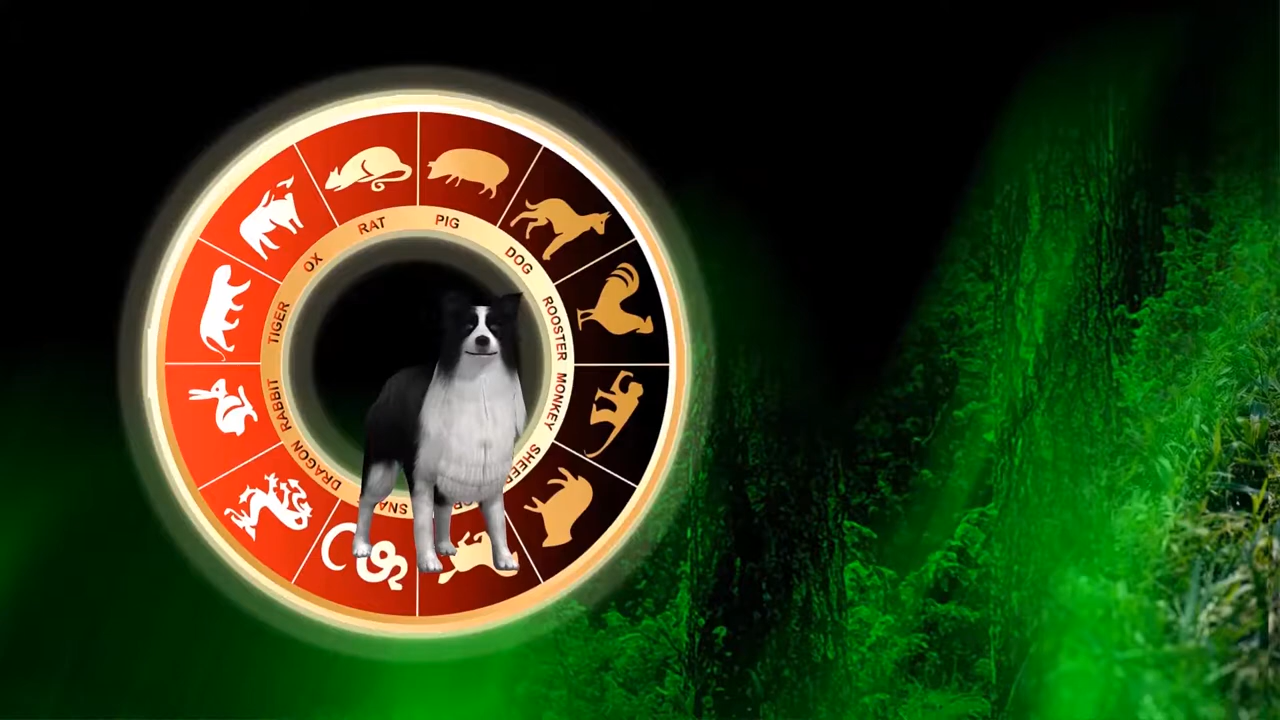 RAT
PIG
DOG
ROOSTER
MONKEY
SHEEP
DRAGON
RABBIT
TIGER
OX